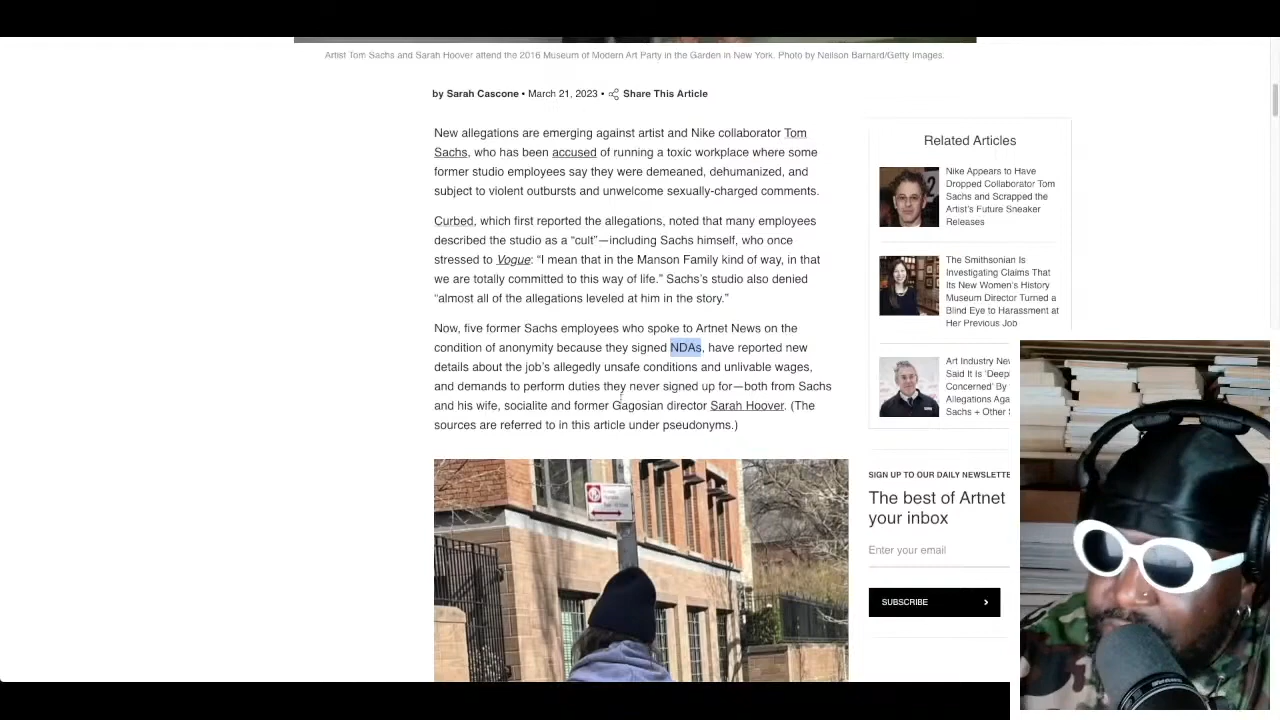 Artist Tom Sachs and Sarah Hoover attend the 2016 Museum of Modern Art Party in the Garden in New York. Photo by Neilson Barnard/Getty Images.
by Sarah Cascone • March 21, 2023 • Share This Article
New allegations are emerging against artist and Nike collaborator Tom
Sachs, who has been accused of running a toxic workplace where some
former studio employees say they were demeaned, dehumanized, and
subject to violent outbursts and unwelcome sexually-charged comments.
Curbed, which first reported the allegations, noted that many employees
described the studio as a “cult”—including Sachs himself, who once
stressed to Vogue: “I mean that in the Manson Family kind of way, in that
we are totally committed to this way of life.” Sachs’s studio also denied
“almost all of the allegations leveled at him in the story.”
Now, five former Sachs employees who spoke to Artnet News on the
condition of anonymity because they signed NDAs, have reported new
details about the job’s allegedly unsafe conditions and unlivable wages,
and demands to perform duties they never signed up for—both from Sachs
and his wife, socialite and former Gagosian director Sarah Hoover. (The
sources are referred to in this article under pseudonyms.)
Related Articles
Nike Appears to Have
Dropped Collaborator Tom
Sachs and Scrapped the
Artist’s Future Sneaker
Releases
The Smithsonian Is
Investigating Claims That
Its New Women’s History
Museum Director Turned a
Blind Eye to Harassment at
Her Previous Job
Art Industry Ne
Said It Is ‘Deep
Concerned’ By
Allegations Aga
Sachs + Other
SIGN UP TO OUR DAILY NEWSLETTE
The best of Artnet
your inbox
Enter your email
SUBSCRIBE